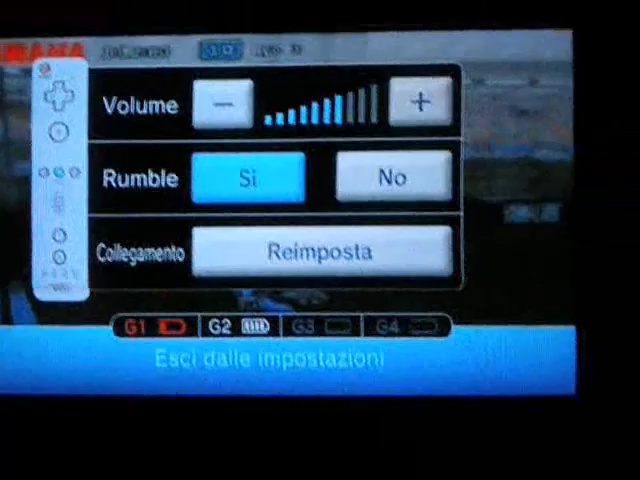 Volume - +
Rumble Sì No
Collegamento Reimposta
G1 G2 G3 G4
Esci dalle impostazioni